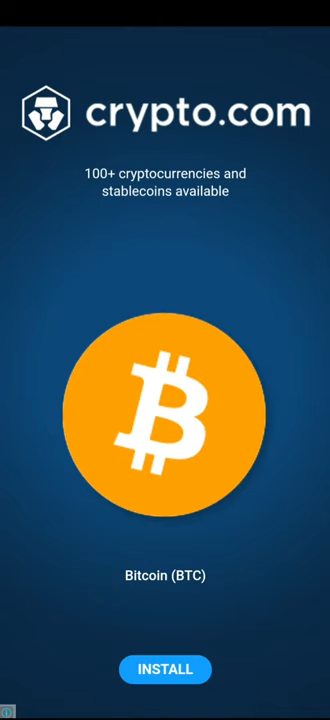 crypto.com
100+ cryptocurrencies and
stablecoins available
Bitcoin (BTC)
INSTALL